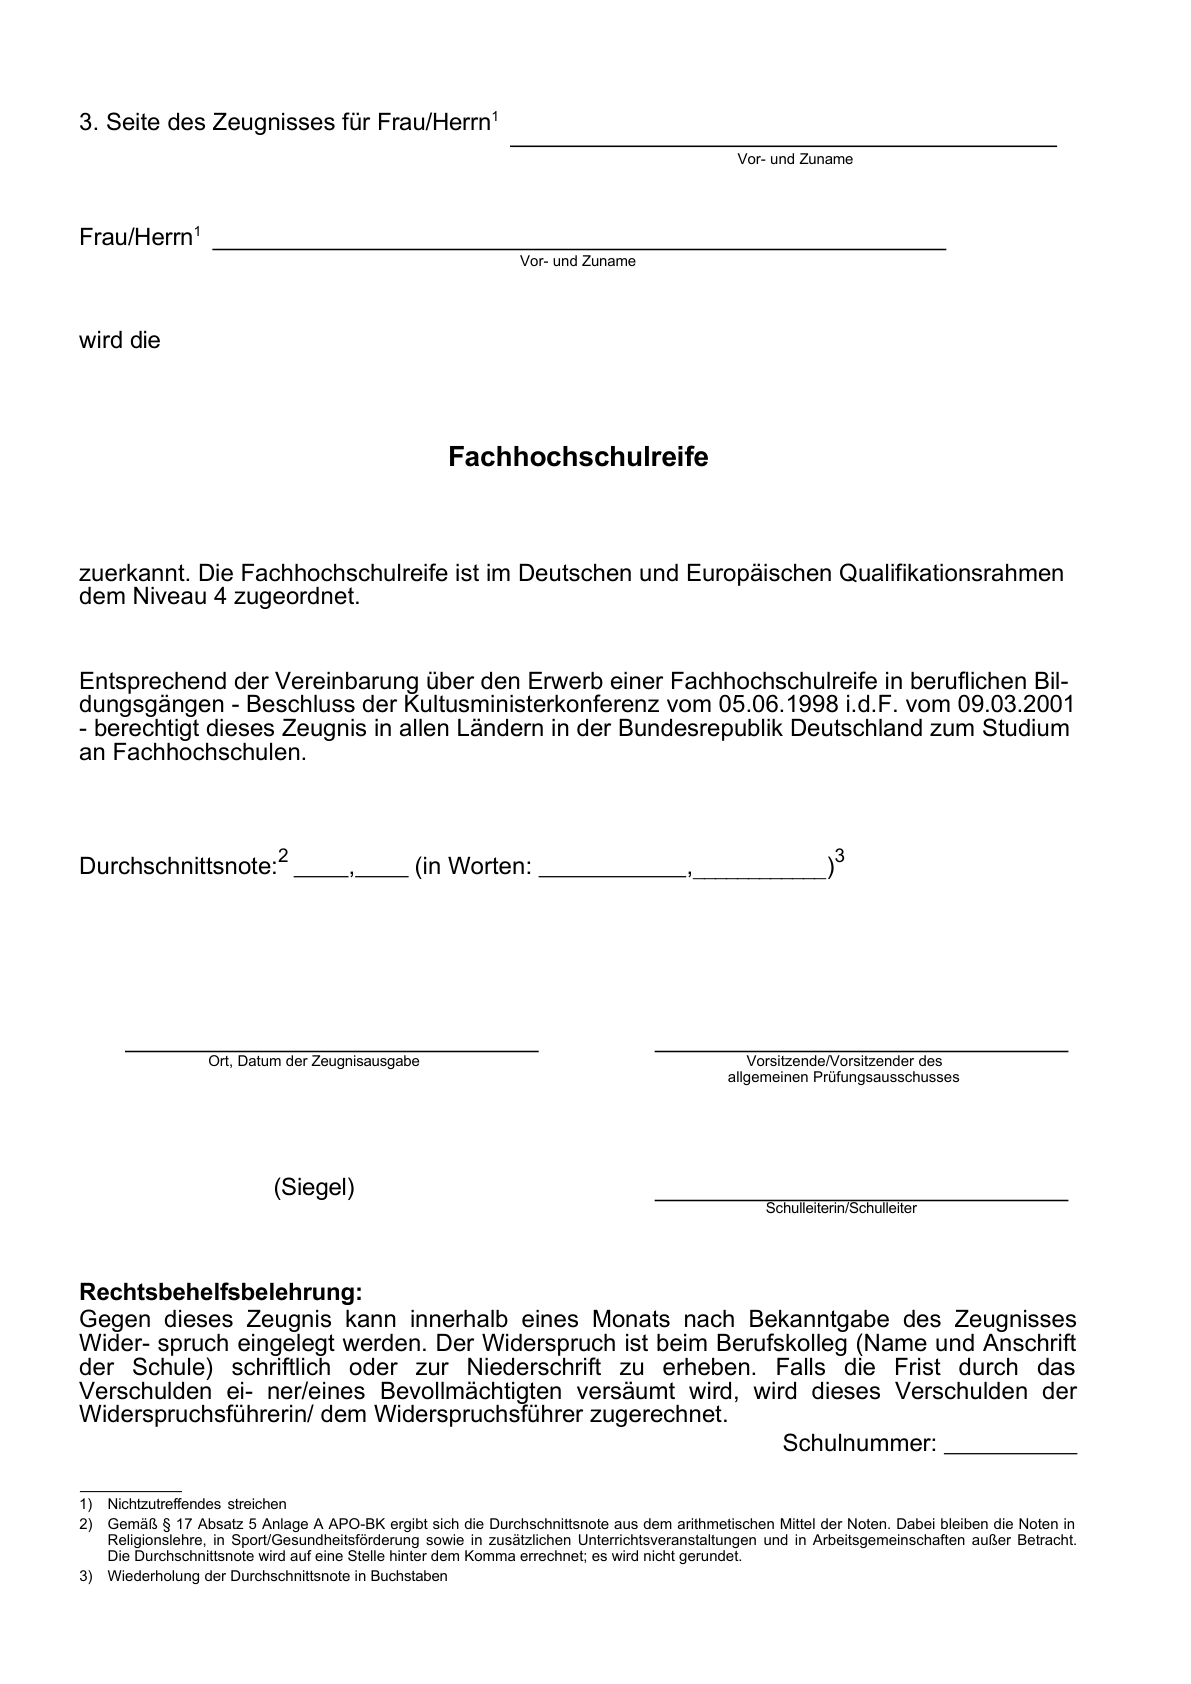 3. Seite des Zeugnisses für Frau/Herrn¹ ______________________________
Vor- und Zuname
Frau/Herrn¹ ______________________________
Vor- und Zuname
wird die
Fachhochschulreife
zuerkannt. Die Fachhochschulreife ist im Deutschen und Europäischen Qualifikationsrahmen
dem Niveau 4 zugeordnet.
Entsprechend der Vereinbarung über den Erwerb einer Fachhochschulreife in beruflichen Bil-
dungsgängen - Beschluss der Kultusministerkonferenz vom 05.06.1998 i.d.F. vom 09.03.2001
- berechtigt dieses Zeugnis in allen Ländern in der Bundesrepublik Deutschland zum Studium
an Fachhochschulen.
Durchschnittsnote:² ____,____ (in Worten: ___________,___________)³
Ort, Datum der Zeugnisausgabe
Vorsitzende/Vorsitzender des
allgemeinen Prüfungsausschusses
(Siegel)
Schulleiterin/Schulleiter
Rechtsbehelfsbelehrung:
Gegen dieses Zeugnis kann innerhalb eines Monats nach Bekanntgabe des Zeugnisses
Wider- spruch eingelegt werden. Der Widerspruch ist beim Berufskolleg (Name und Anschrift
der Schule) schriftlich oder zur Niederschrift zu erheben. Falls die Frist durch das
Verschulden ei- ner/eines Bevollmächtigten versäumt wird, wird dieses Verschulden der
Widerspruchsführerin/ dem Widerspruchsführer zugerechnet.
Schulnummer: __________
1) Nichtzutreffendes streichen
2) Gemäß § 17 Absatz 5 Anlage A APO-BK ergibt sich die Durchschnittsnote aus dem arithmetischen Mittel der Noten. Dabei bleiben die Noten in
Religionslehre, in Sport/Gesundheitsförderung sowie in zusätzlichen Unterrichtsveranstaltungen und in Arbeitsgemeinschaften außer Betracht.
Die Durchschnittsnote wird auf eine Stelle hinter dem Komma errechnet; es wird nicht gerundet.
3) Wiederholung der Durchschnittsnote in Buchstaben